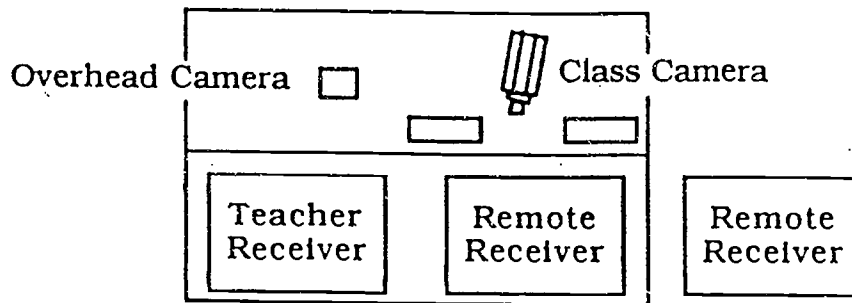 Overhead Camera
Class Camera
Teacher
Receiver
Remote
Receiver
Remote
Receiver